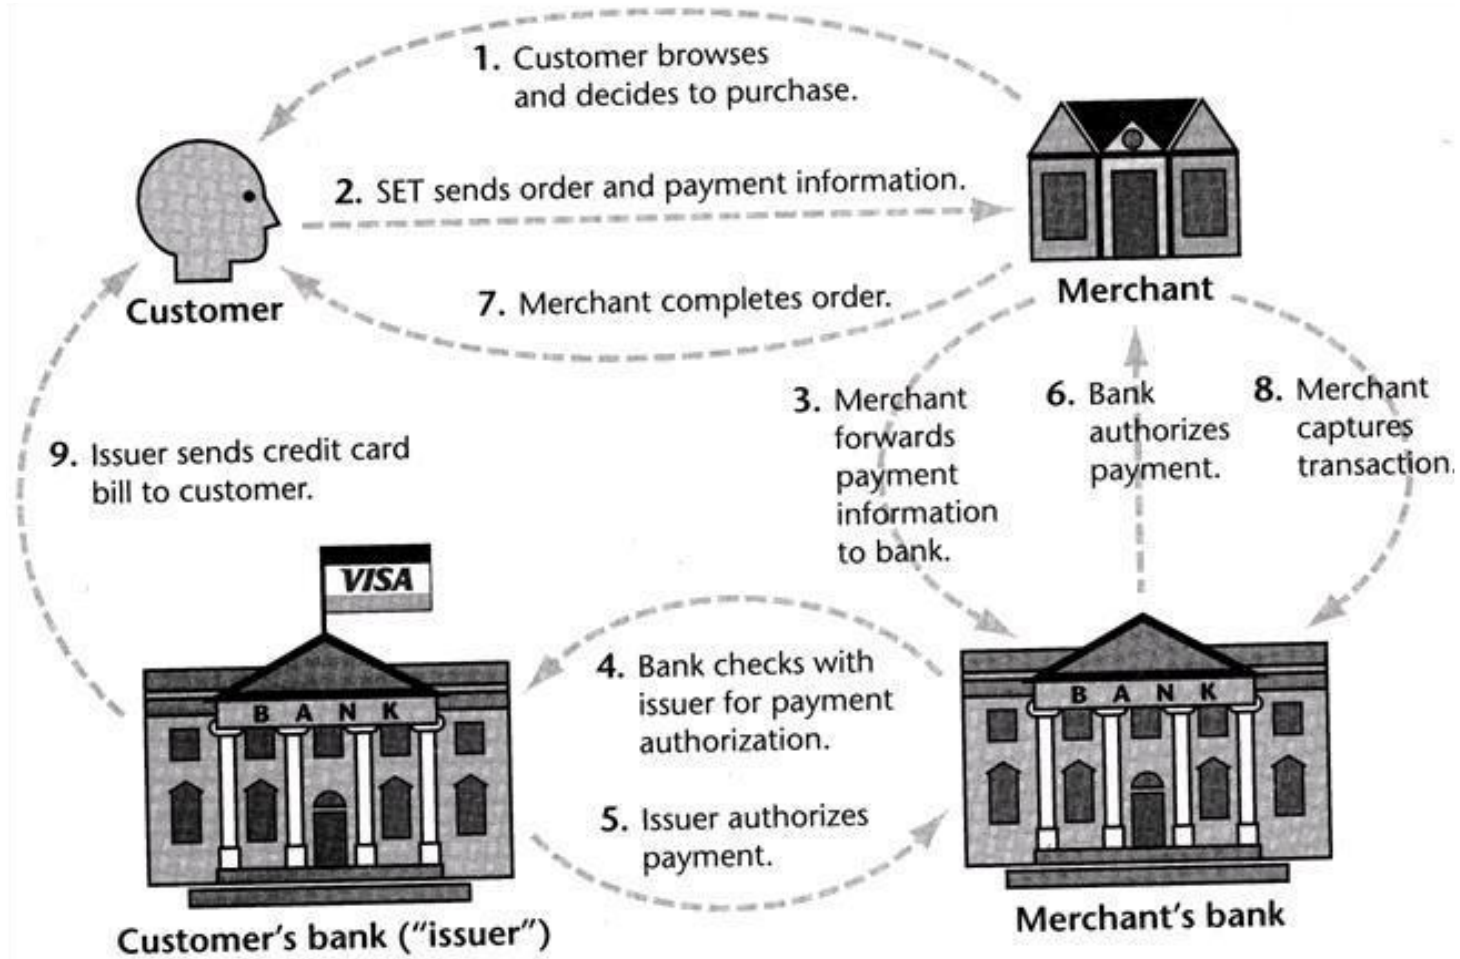 1. Customer browses
and decides to purchase.
2. SET sends order and payment information.
7. Merchant completes order.
Customer
Merchant
3. Merchant
forwards
payment
information
to bank.
6. Bank
authorizes
payment.
8. Merchant
captures
transaction.
9. Issuer sends credit card
bill to customer.
VISA
4. Bank checks with
issuer for payment
authorization.
BANK
BANK
5. Issuer authorizes
payment.
Customer's bank ("issuer")
Merchant's bank